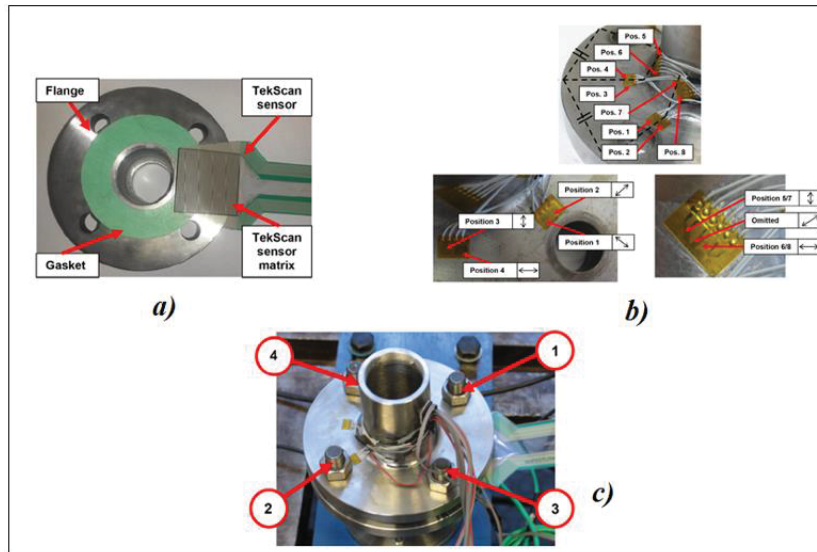 Flange
TekScan
sensor
Gasket
TekScan
sensor
matrix
a)
Pos. 5
Pos. 6
Pos. 4
Pos. 3
Pos. 7
Pos. 1
Pos. 2
Pos. 8
Position 3
Position 4
Position 2
Position 1
Position 5/7
Omitted
Position 6/8
b)
4
1
2
3
c)